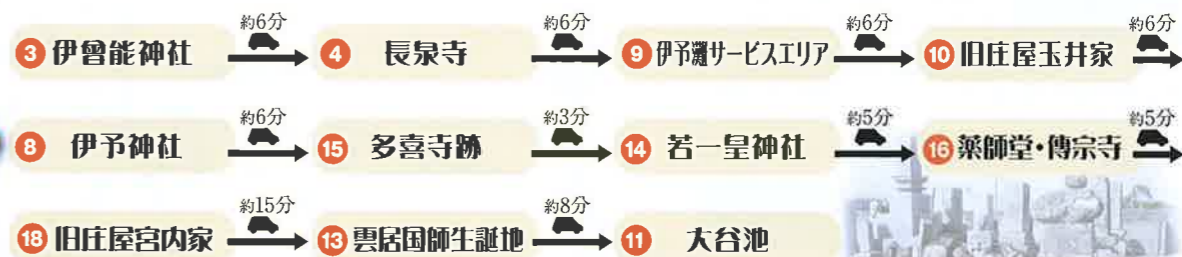 約6分 約6分 約6分 約6分
3 伊曾能神社 4 長泉寺 9 伊予灘サービスエリア 10 旧庄屋玉井家
約6分 約3分 約5分 約5分
8 伊予神社 15 多喜寺跡 14 若一皇神社 16 薬師堂・傳宗寺
約15分 約8分
18 旧庄屋宮内家 13 雲居国師生誕地 11 大谷池